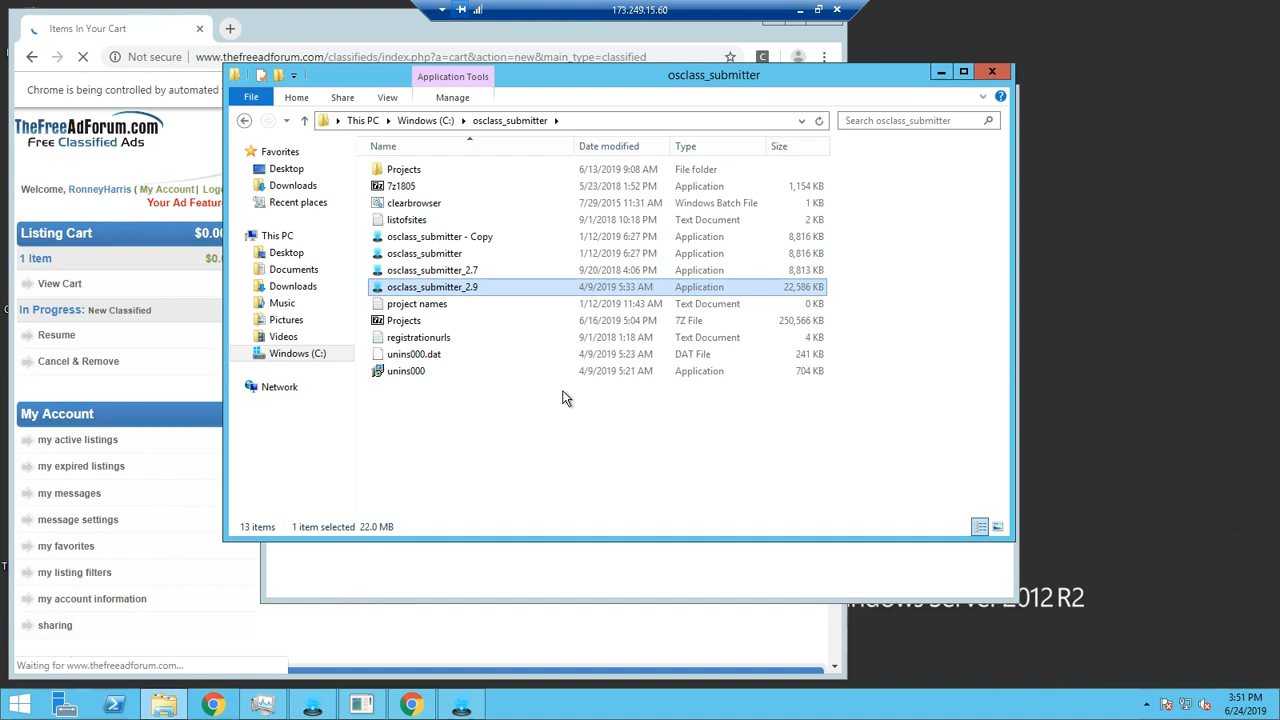 173.249.15.60
Items In Your Cart
Not secure
www.thefreeadforum.com/classifieds/index.php?a=cart&action=new&main_type=classified
Application Tools
osclass_submitter
Chrome is being controlled by automated
File
Home
Share
View
Manage
This PC
Windows (C:)
osclass_submitter
Search osclass_submitter
TheFreeAdForum.com
Free Classified Ads
Welcome, RonneyHarris ( My Account | Logo
Your Ad Feature
Listing Cart
$0.00
1 Item
$0.
View Cart
In Progress: New Classified
Resume
Cancel & Remove
My Account
my active listings
my expired listings
my messages
message settings
my favorites
my listing filters
my account information
sharing
Waiting for www.thefreeadforum.com...
Favorites
Desktop
Downloads
Recent places
This PC
Desktop
Documents
Downloads
Music
Pictures
Videos
Windows (C:)
Network
Name
Date modified
Type
Size
Projects
6/13/2019 9:08 AM
File folder
7z1805
5/23/2018 1:52 PM
Application
1,154 KB
clearbrowser
7/29/2015 11:31 AM
Windows Batch File
1 KB
listofsites
9/1/2018 10:18 PM
Text Document
2 KB
osclass_submitter - Copy
1/12/2019 6:27 PM
Application
8,816 KB
osclass_submitter
1/12/2019 6:27 PM
Application
8,816 KB
osclass_submitter_2.7
9/20/2018 4:06 PM
Application
8,813 KB
osclass_submitter_2.9
4/9/2019 5:33 AM
Application
22,586 KB
project names
1/12/2019 11:43 AM
Text Document
0 KB
Projects
6/16/2019 5:04 PM
7Z File
250,566 KB
registrationurls
9/1/2018 1:18 AM
Text Document
4 KB
unins000.dat
4/9/2019 5:23 AM
DAT File
241 KB
unins000
4/9/2019 5:21 AM
Application
704 KB
13 items
1 item selected 22.0 MB
Windows Server 2012 R2
3:51 PM
6/24/2019